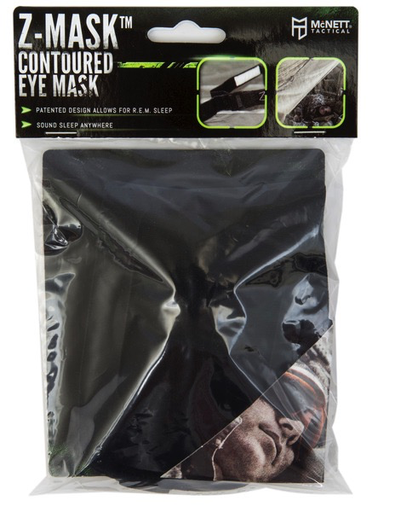 Z-MASK™
CONTOURED
EYE MASK
PATENTED DESIGN ALLOWS FOR R.E.M. SLEEP
SOUND SLEEP ANYWHERE
McNETT®
TACTICAL